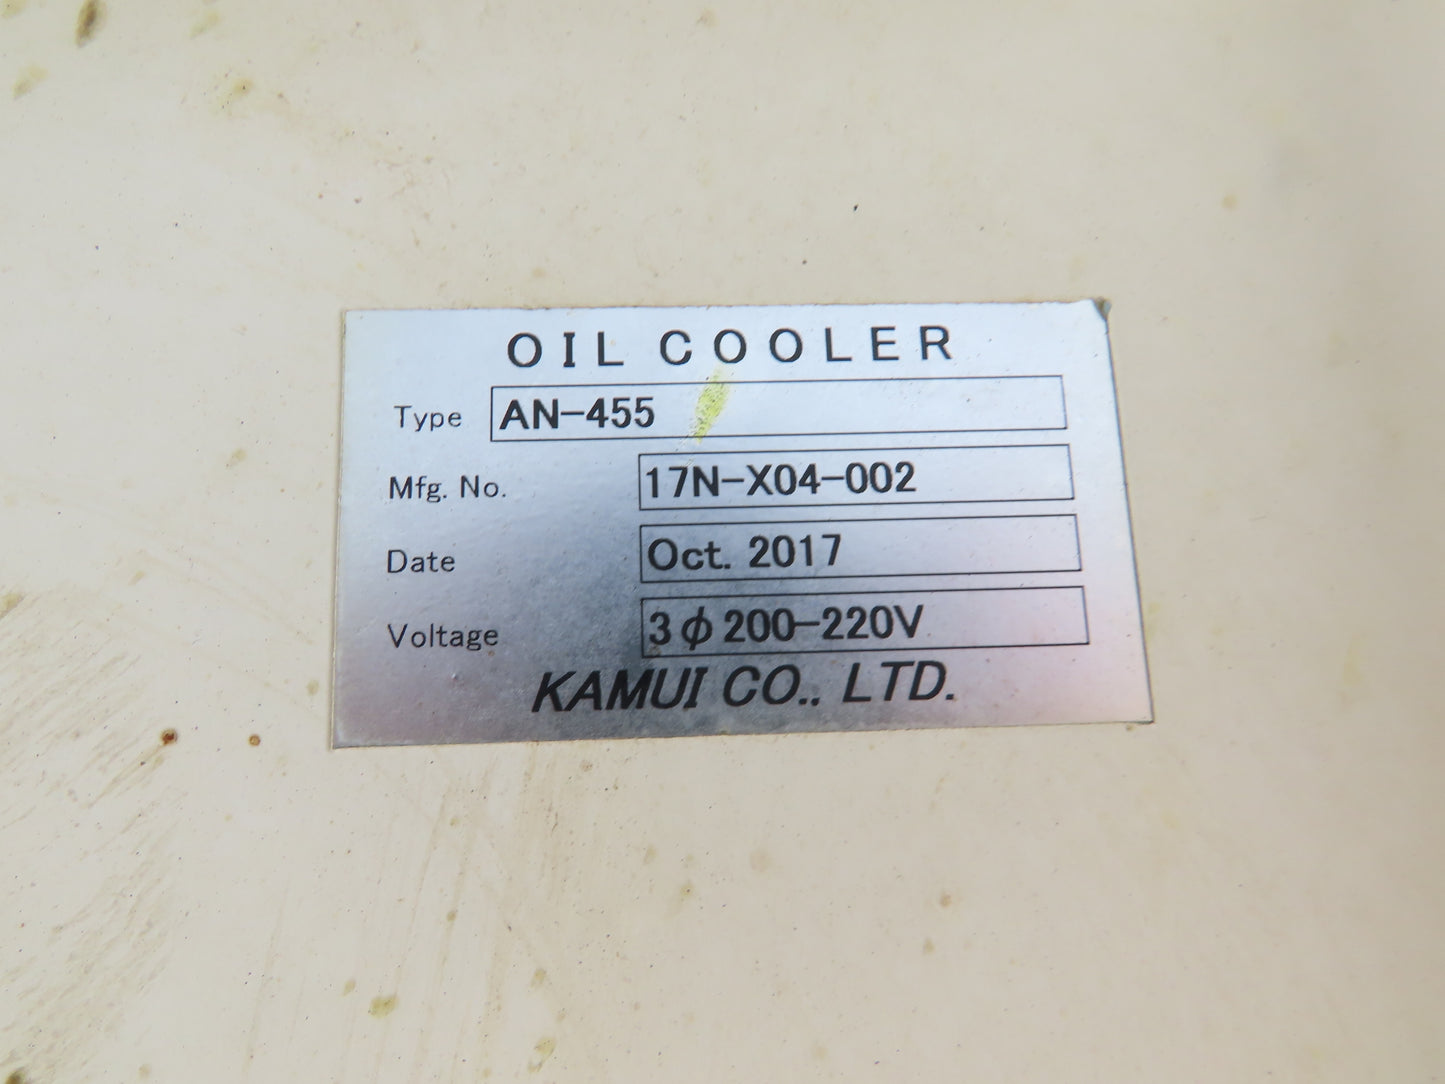 OIL COOLER
Type AN-455
Mfg. No. 17N-X04-002
Date Oct. 2017
Voltage 3ϕ200-220V
KAMUI CO., LTD.